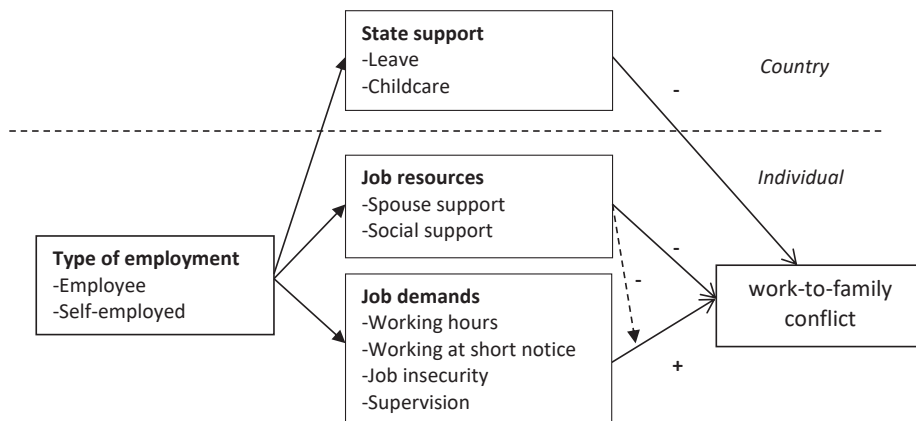 State support
-Leave
-Childcare
Country
-
Individual
Job resources
-Spouse support
-Social support
Type of employment
-Employee
-Self-employed
-
-
Job demands
-Working hours
-Working at short notice
-Job insecurity
-Supervision
work-to-family
conflict
+